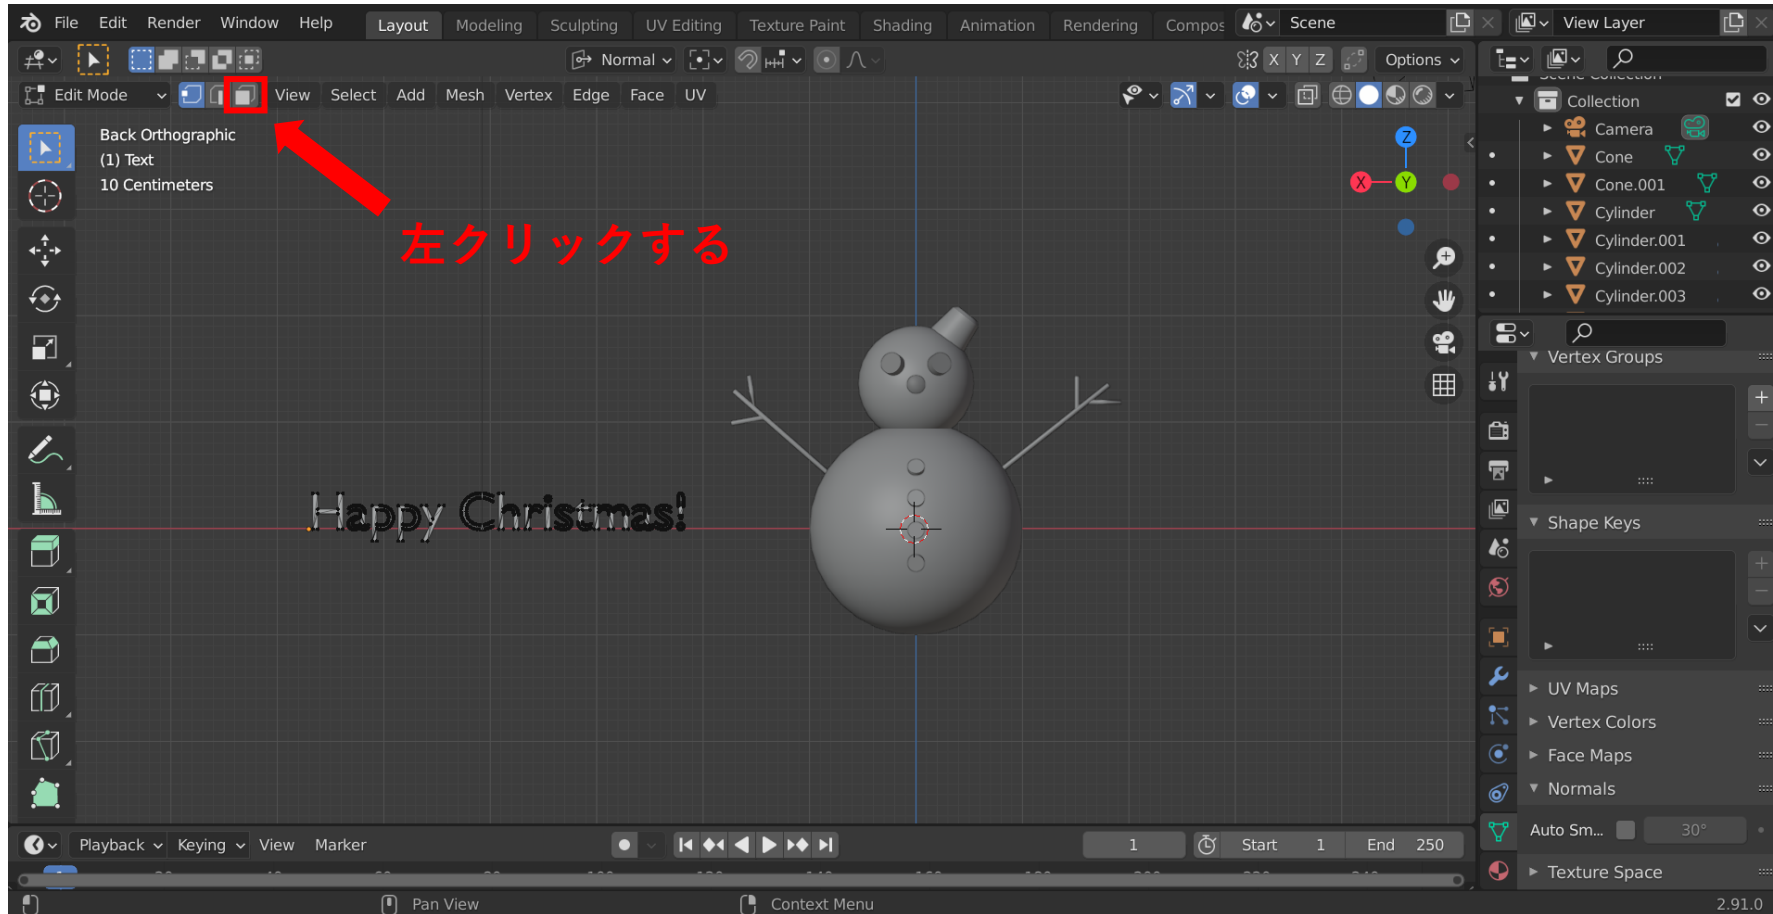 File Edit Render Window Help Layout Modeling Sculpting UV Editing Texture Paint Shading Animation Rendering Compos Scene View Layer
Normal X Y Z Options
Edit Mode View Select Add Mesh Vertex Edge Face UV
Back Orthographic
(1) Text
10 Centimeters
左クリックする
Z
X Y
Happy Christmas!
Scene Collection
Collection
Camera
Cone
Cone.001
Cylinder
Cylinder.001
Cylinder.002
Cylinder.003
Vertex Groups
Shape Keys
UV Maps
Vertex Colors
Face Maps
Normals
Auto Sm... 30°
Texture Space
Playback Keying View Marker 1 Start 1 End 250
Pan View Context Menu 2.91.0